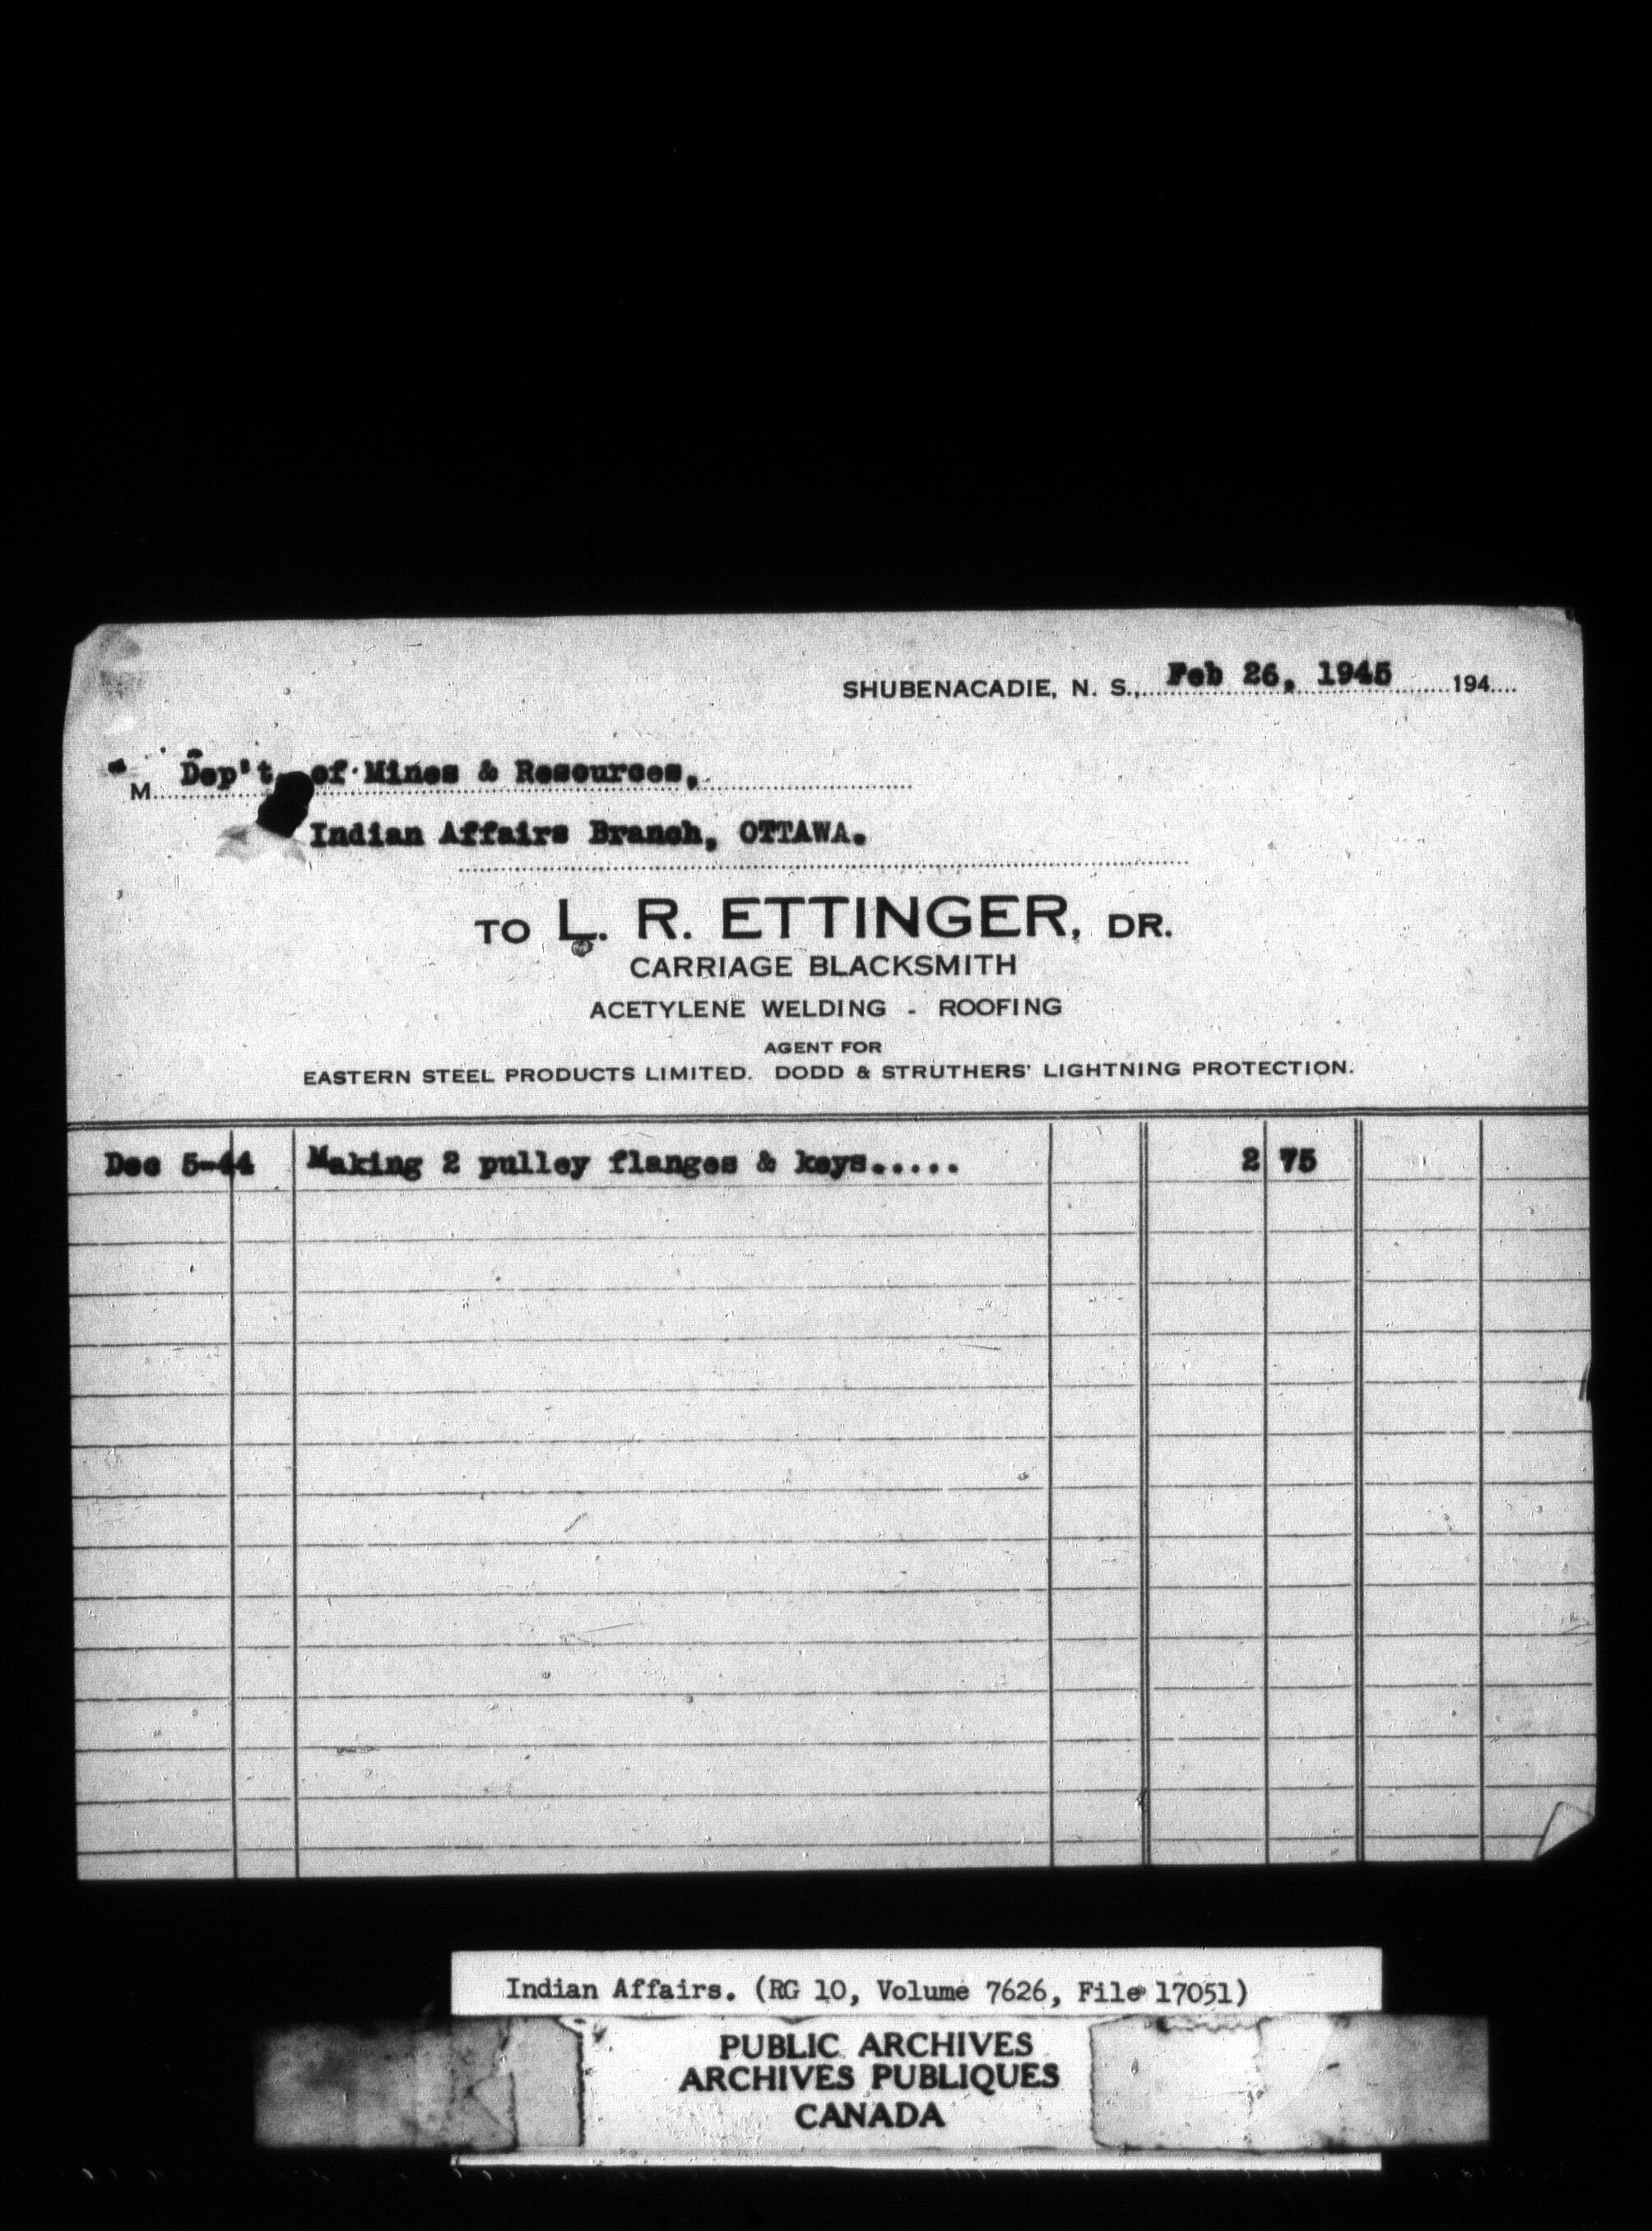 SHUBENACADIE, N. S., Feb 26, 1945 194....
M Dep't of Mines & Resources,
Indian Affairs Branch, OTTAWA.
TO L. R. ETTINGER, DR.
CARRIAGE BLACKSMITH
ACETYLENE WELDING - ROOFING
AGENT FOR
EASTERN STEEL PRODUCTS LIMITED. DODD & STRUTHERS' LIGHTNING PROTECTION.
Dec 5-44 Making 2 pulley flanges & keys..... 2 75
Indian Affairs. (RG 10, Volume 7626, File 17051)
PUBLIC ARCHIVES
ARCHIVES PUBLIQUES
CANADA